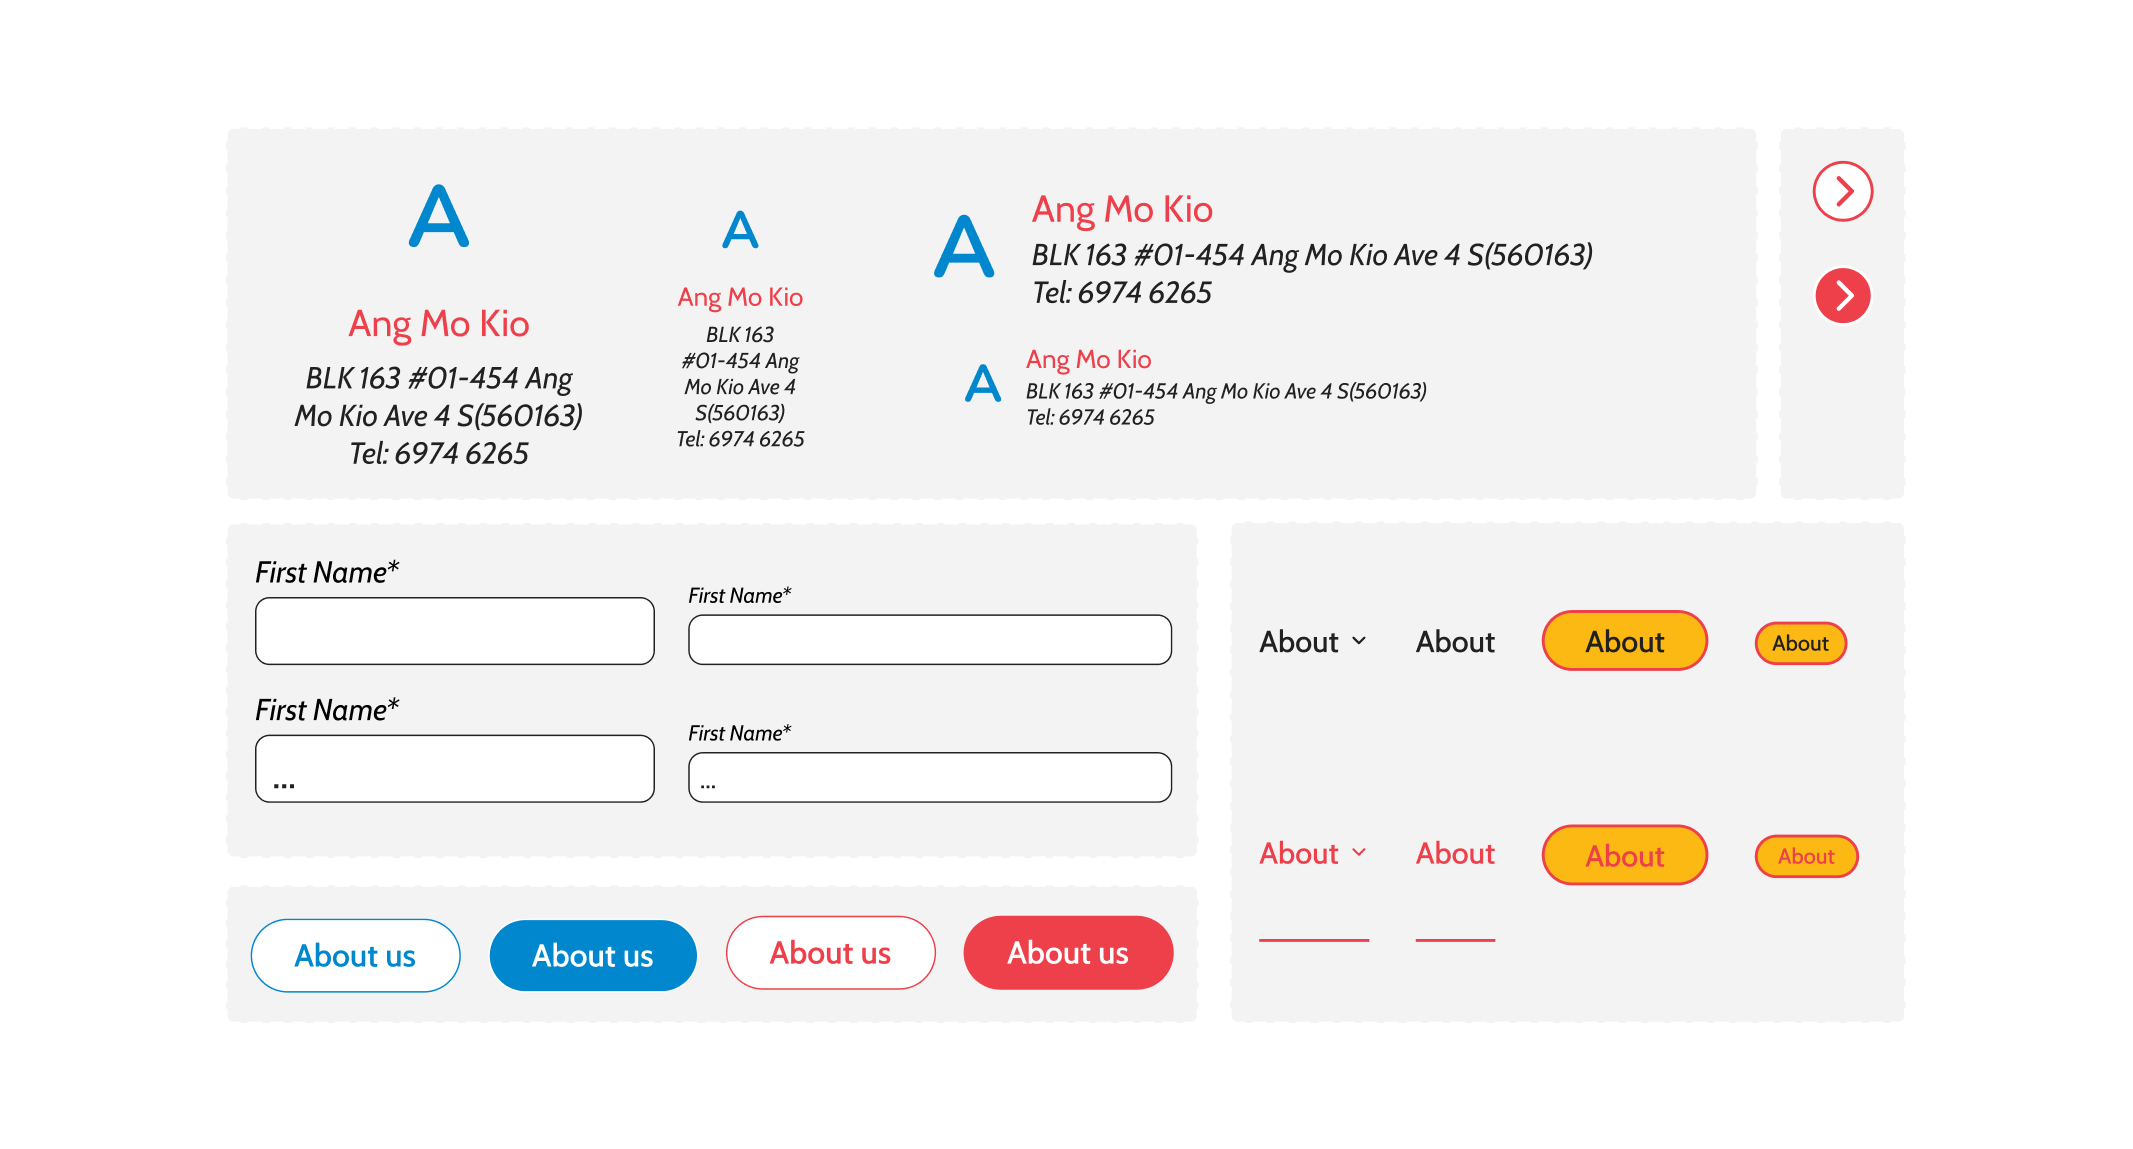 A
Ang Mo Kio
BLK 163 #01-454 Ang
Mo Kio Ave 4 S(560163)
Tel: 6974 6265
A
Ang Mo Kio
BLK 163
#01-454 Ang
Mo Kio Ave 4
S(560163)
Tel: 6974 6265
A
Ang Mo Kio
BLK 163 #01-454 Ang Mo Kio Ave 4 S(560163)
Tel: 6974 6265
A
Ang Mo Kio
BLK 163 #01-454 Ang Mo Kio Ave 4 S(560163)
Tel: 6974 6265
First Name*
First Name*
First Name*
...
First Name*
...
About
About
About
About
About
About
About
About
About us
About us
About us
About us